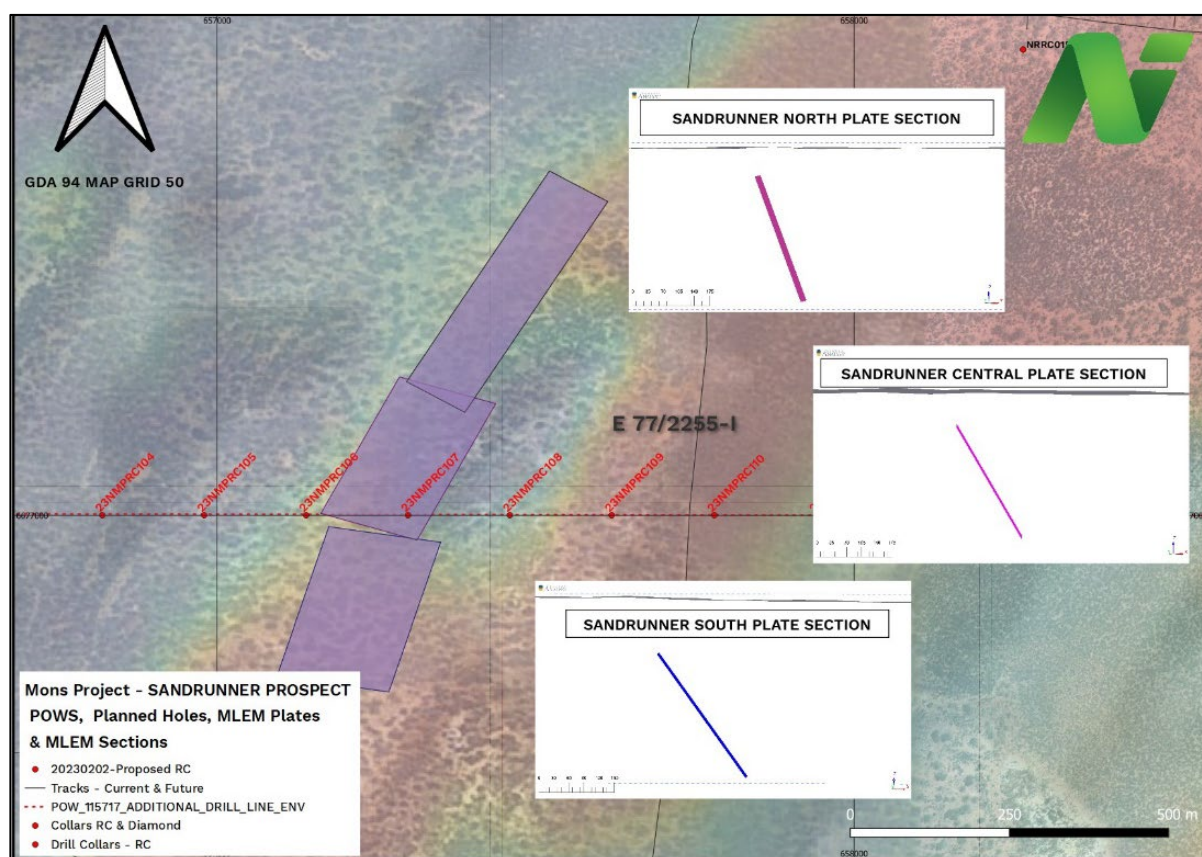 657000
658000
NRRC01
GDA 94 MAP GRID 50
SANDRUNNER NORTH PLATE SECTION
SANDRUNNER CENTRAL PLATE SECTION
E 77/2255-I
23NMPRC104
23NMPRC105
23NMPRC106
23NMPRC107
23NMPRC108
23NMPRC109
23NMPRC110
6677000
SANDRUNNER SOUTH PLATE SECTION
Mons Project - SANDRUNNER PROSPECT
POWS, Planned Holes, MLEM Plates
& MLEM Sections
20230202-Proposed RC
Tracks - Current & Future
POW_115717_ADDITIONAL_DRILL_LINE_ENV
Collars RC & Diamond
Drill Collars - RC
0 250 500 m
658000